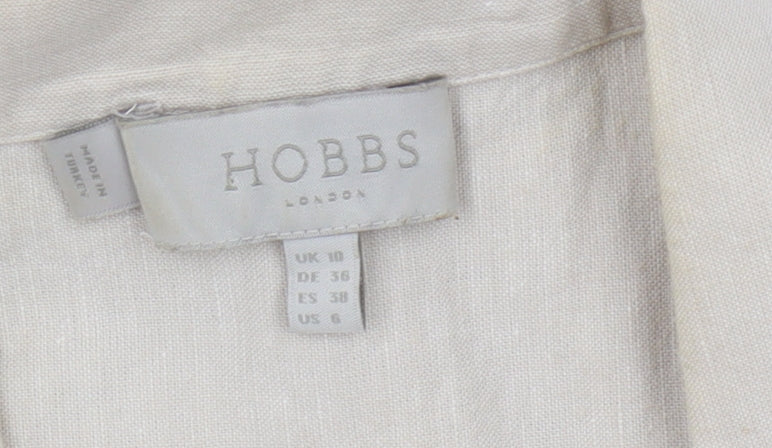 HOBBS
LONDON
MADE IN
TURKEY
UK 10
DE 36
ES 38
US 6